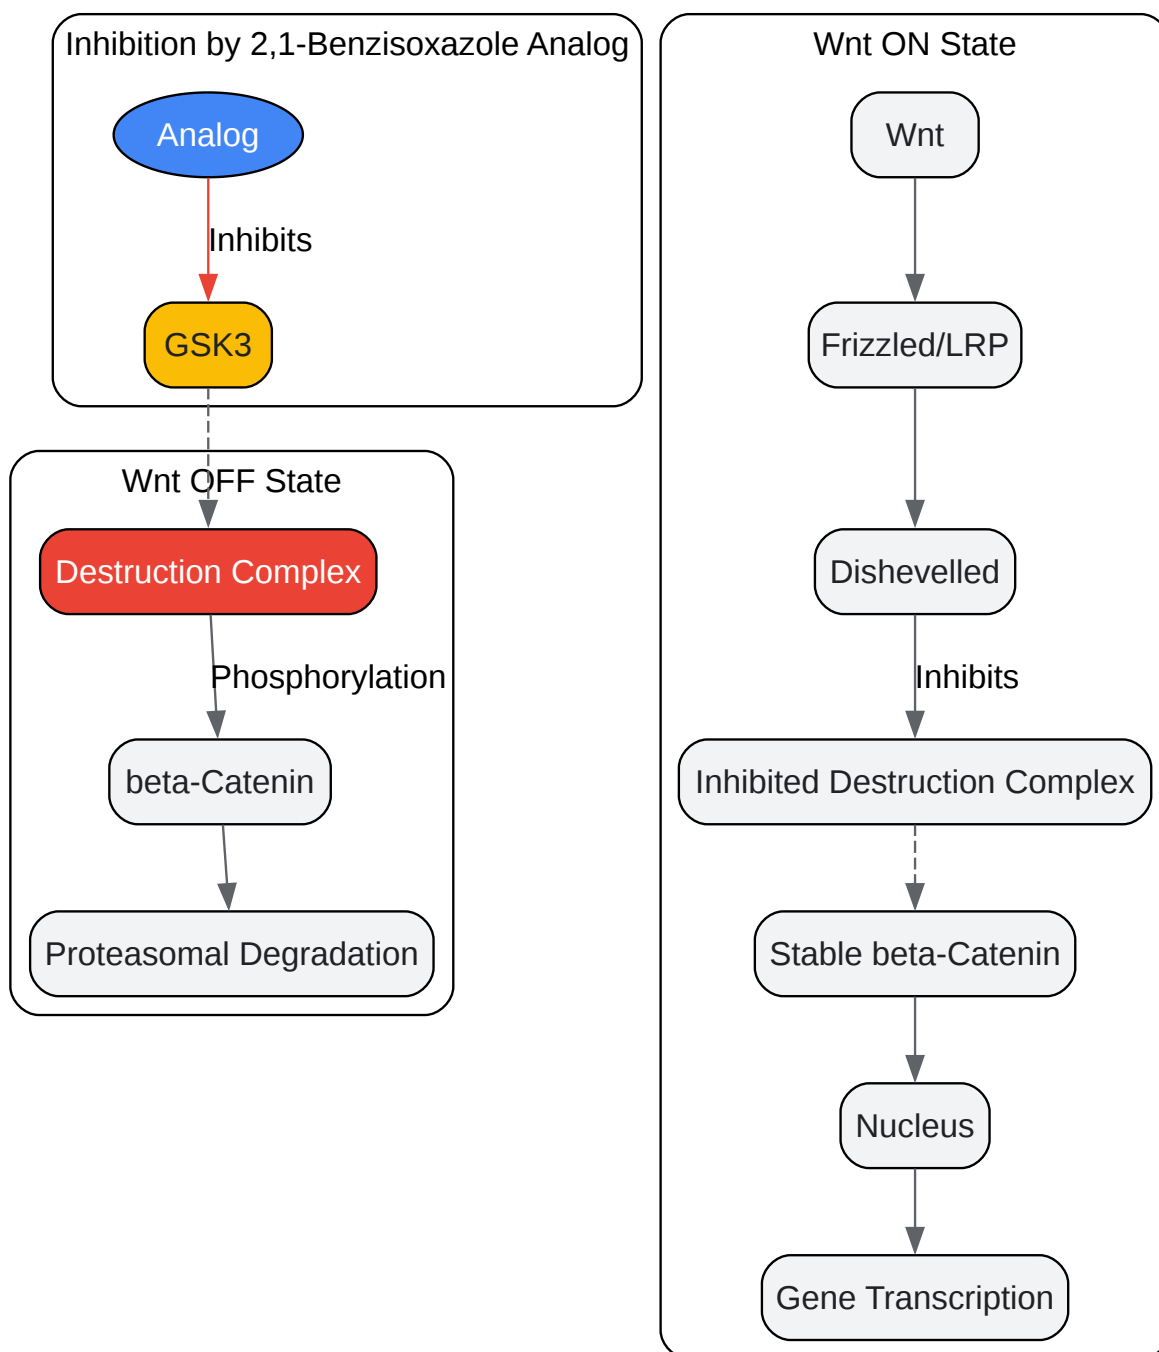 Inhibition by 2,1-Benzisoxazole Analog
Analog
Inhibits
GSK3
Wnt OFF State
Destruction Complex
Phosphorylation
beta-Catenin
Proteasomal Degradation
Wnt ON State
Wnt
Frizzled/LRP
Dishevelled
Inhibits
Inhibited Destruction Complex
Stable beta-Catenin
Nucleus
Gene Transcription